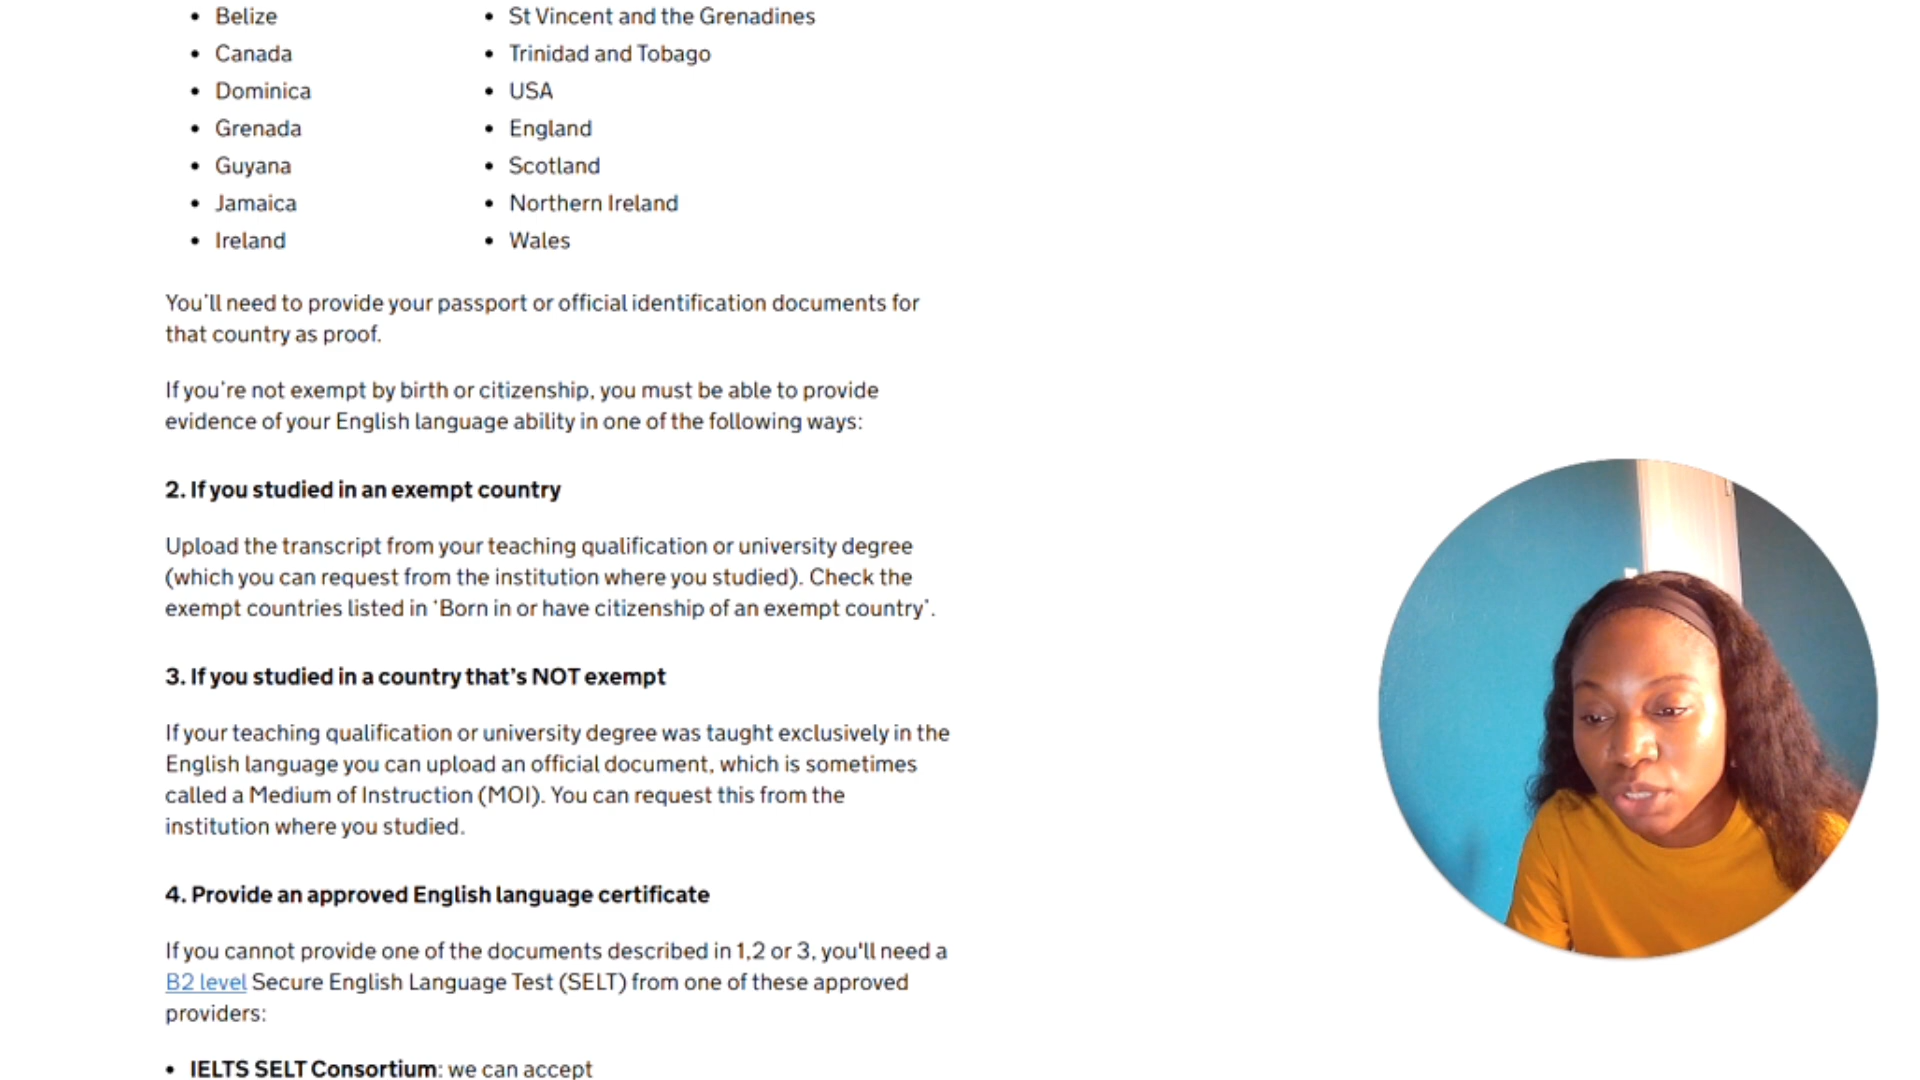 • Belize
• Canada
• Dominica
• Grenada
• Guyana
• Jamaica
• Ireland
• St Vincent and the Grenadines
• Trinidad and Tobago
• USA
• England
• Scotland
• Northern Ireland
• Wales
You'll need to provide your passport or official identification documents for
that country as proof.
If you're not exempt by birth or citizenship, you must be able to provide
evidence of your English language ability in one of the following ways:
2. If you studied in an exempt country
Upload the transcript from your teaching qualification or university degree
(which you can request from the institution where you studied). Check the
exempt countries listed in 'Born in or have citizenship of an exempt country'.
3. If you studied in a country that's NOT exempt
If your teaching qualification or university degree was taught exclusively in the
English language you can upload an official document, which is sometimes
called a Medium of Instruction (MOI). You can request this from the
institution where you studied.
4. Provide an approved English language certificate
If you cannot provide one of the documents described in 1,2 or 3, you'll need a
B2 level Secure English Language Test (SELT) from one of these approved
providers:
• IELTS SELT Consortium: we can accept